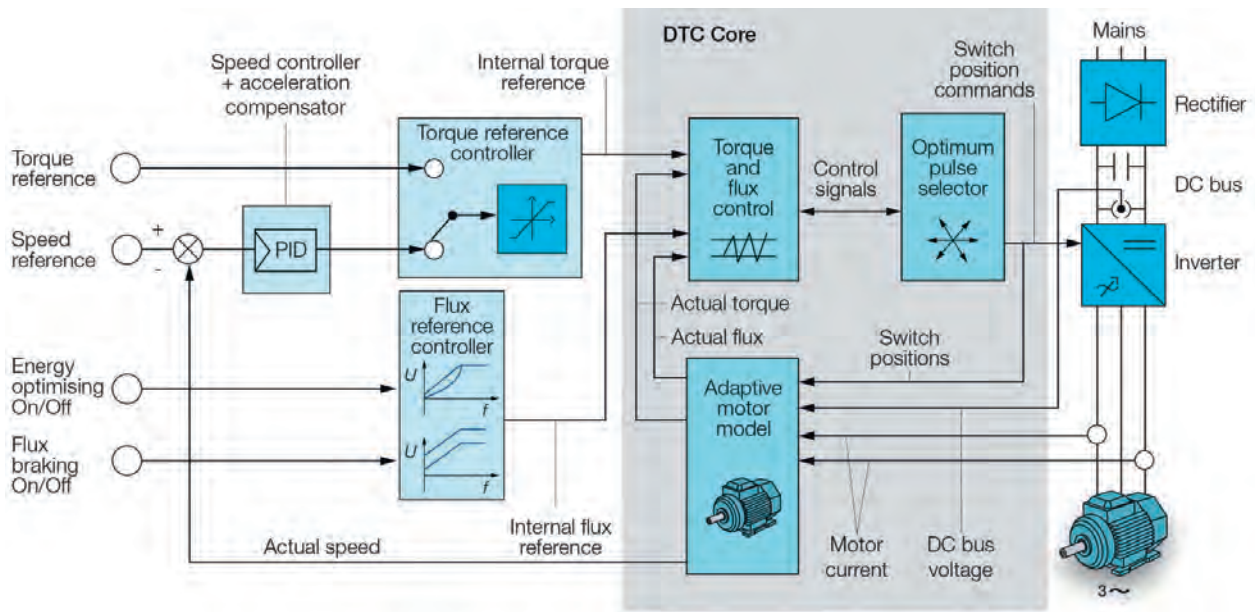 DTC Core
Mains
Speed controller
+ acceleration
compensator
Internal torque
reference
Switch
position
commands
Rectifier
Torque
reference
Torque reference
controller
Torque
and
flux
control
Control
signals
Optimum
pulse
selector
DC bus
Speed
reference
+
-
PID
Inverter
Flux
reference
controller
Actual torque
Actual flux
Switch
positions
Energy
optimising
On/Off
U
f
Adaptive
motor
model
Flux
braking
On/Off
U
f
Actual speed
Internal flux
reference
Motor
current
DC bus
voltage
3~